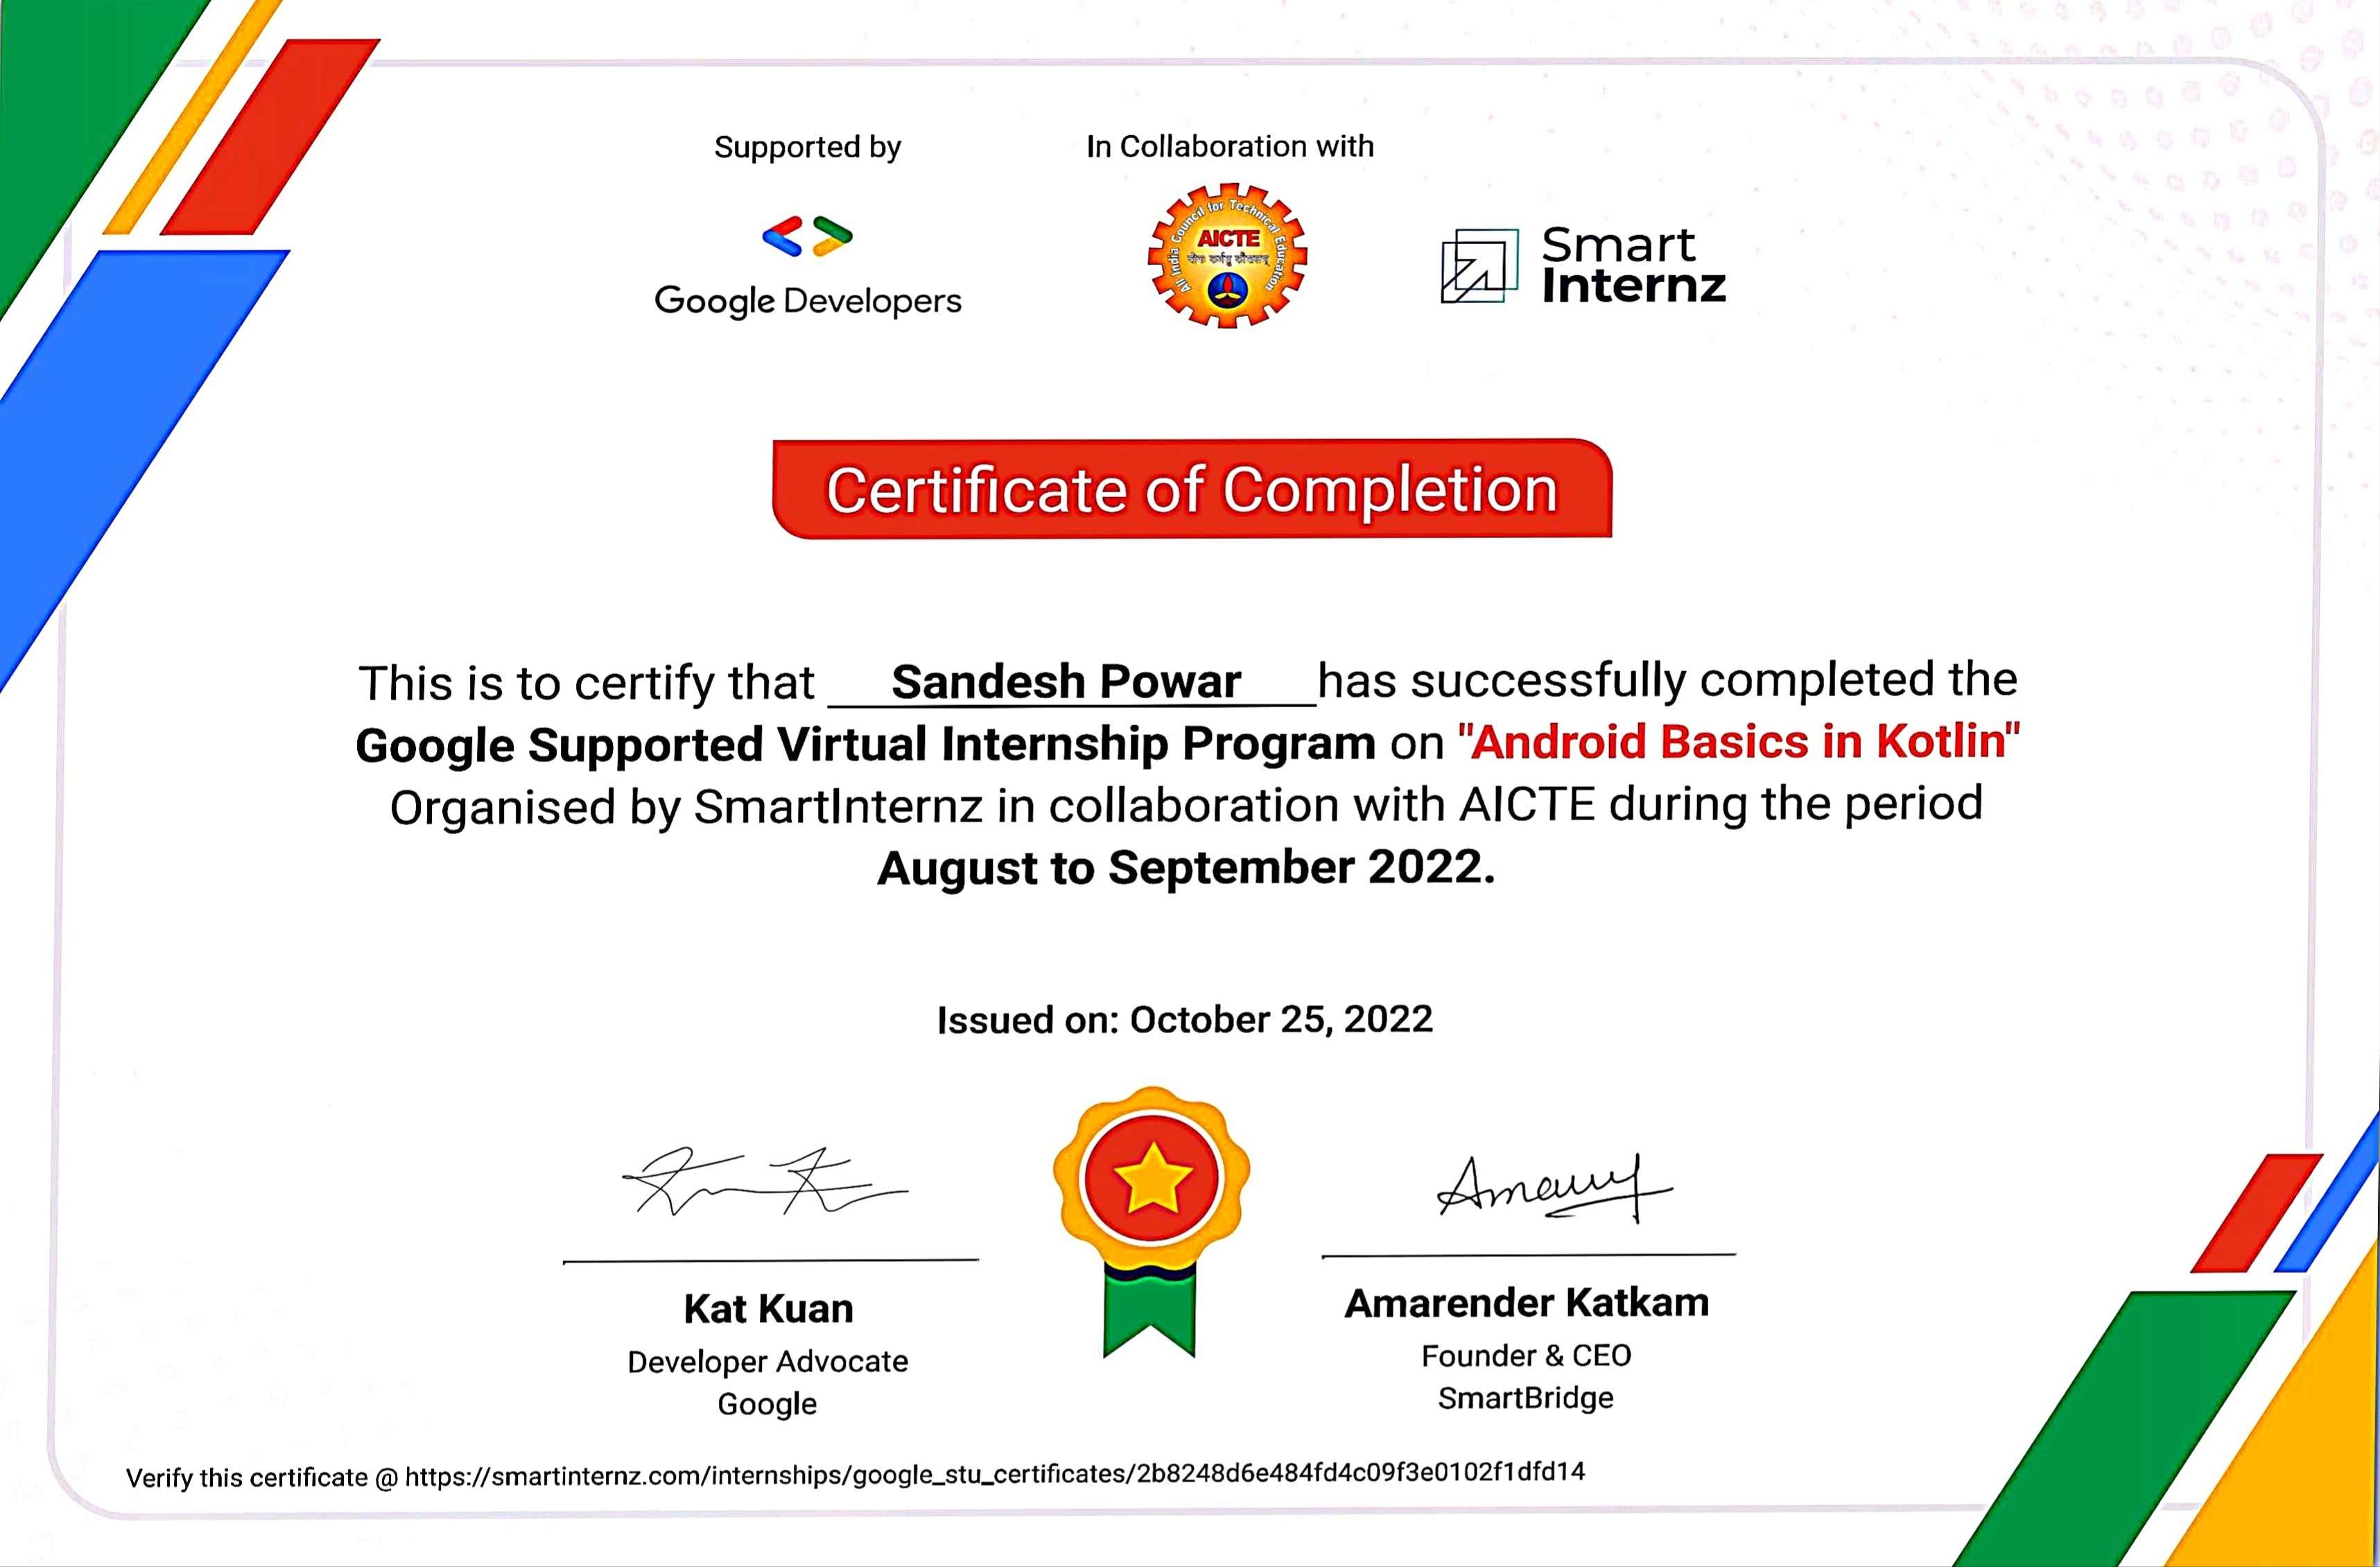 Supported by
In Collaboration with
Google Developers
All India Council for Technical Education
AICTE
योगः कर्मसु कौशलम्
Smart
Internz
Certificate of Completion
This is to certify that Sandesh Powar has successfully completed the
Google Supported Virtual Internship Program on "Android Basics in Kotlin"
Organised by SmartInternz in collaboration with AICTE during the period
August to September 2022.
Issued on: October 25, 2022
Kat Kuan
Developer Advocate
Google
Amarender Katkam
Founder & CEO
SmartBridge
Verify this certificate @ https://smartinternz.com/internships/google_stu_certificates/2b8248d6e484fd4c09f3e0102f1dfd14